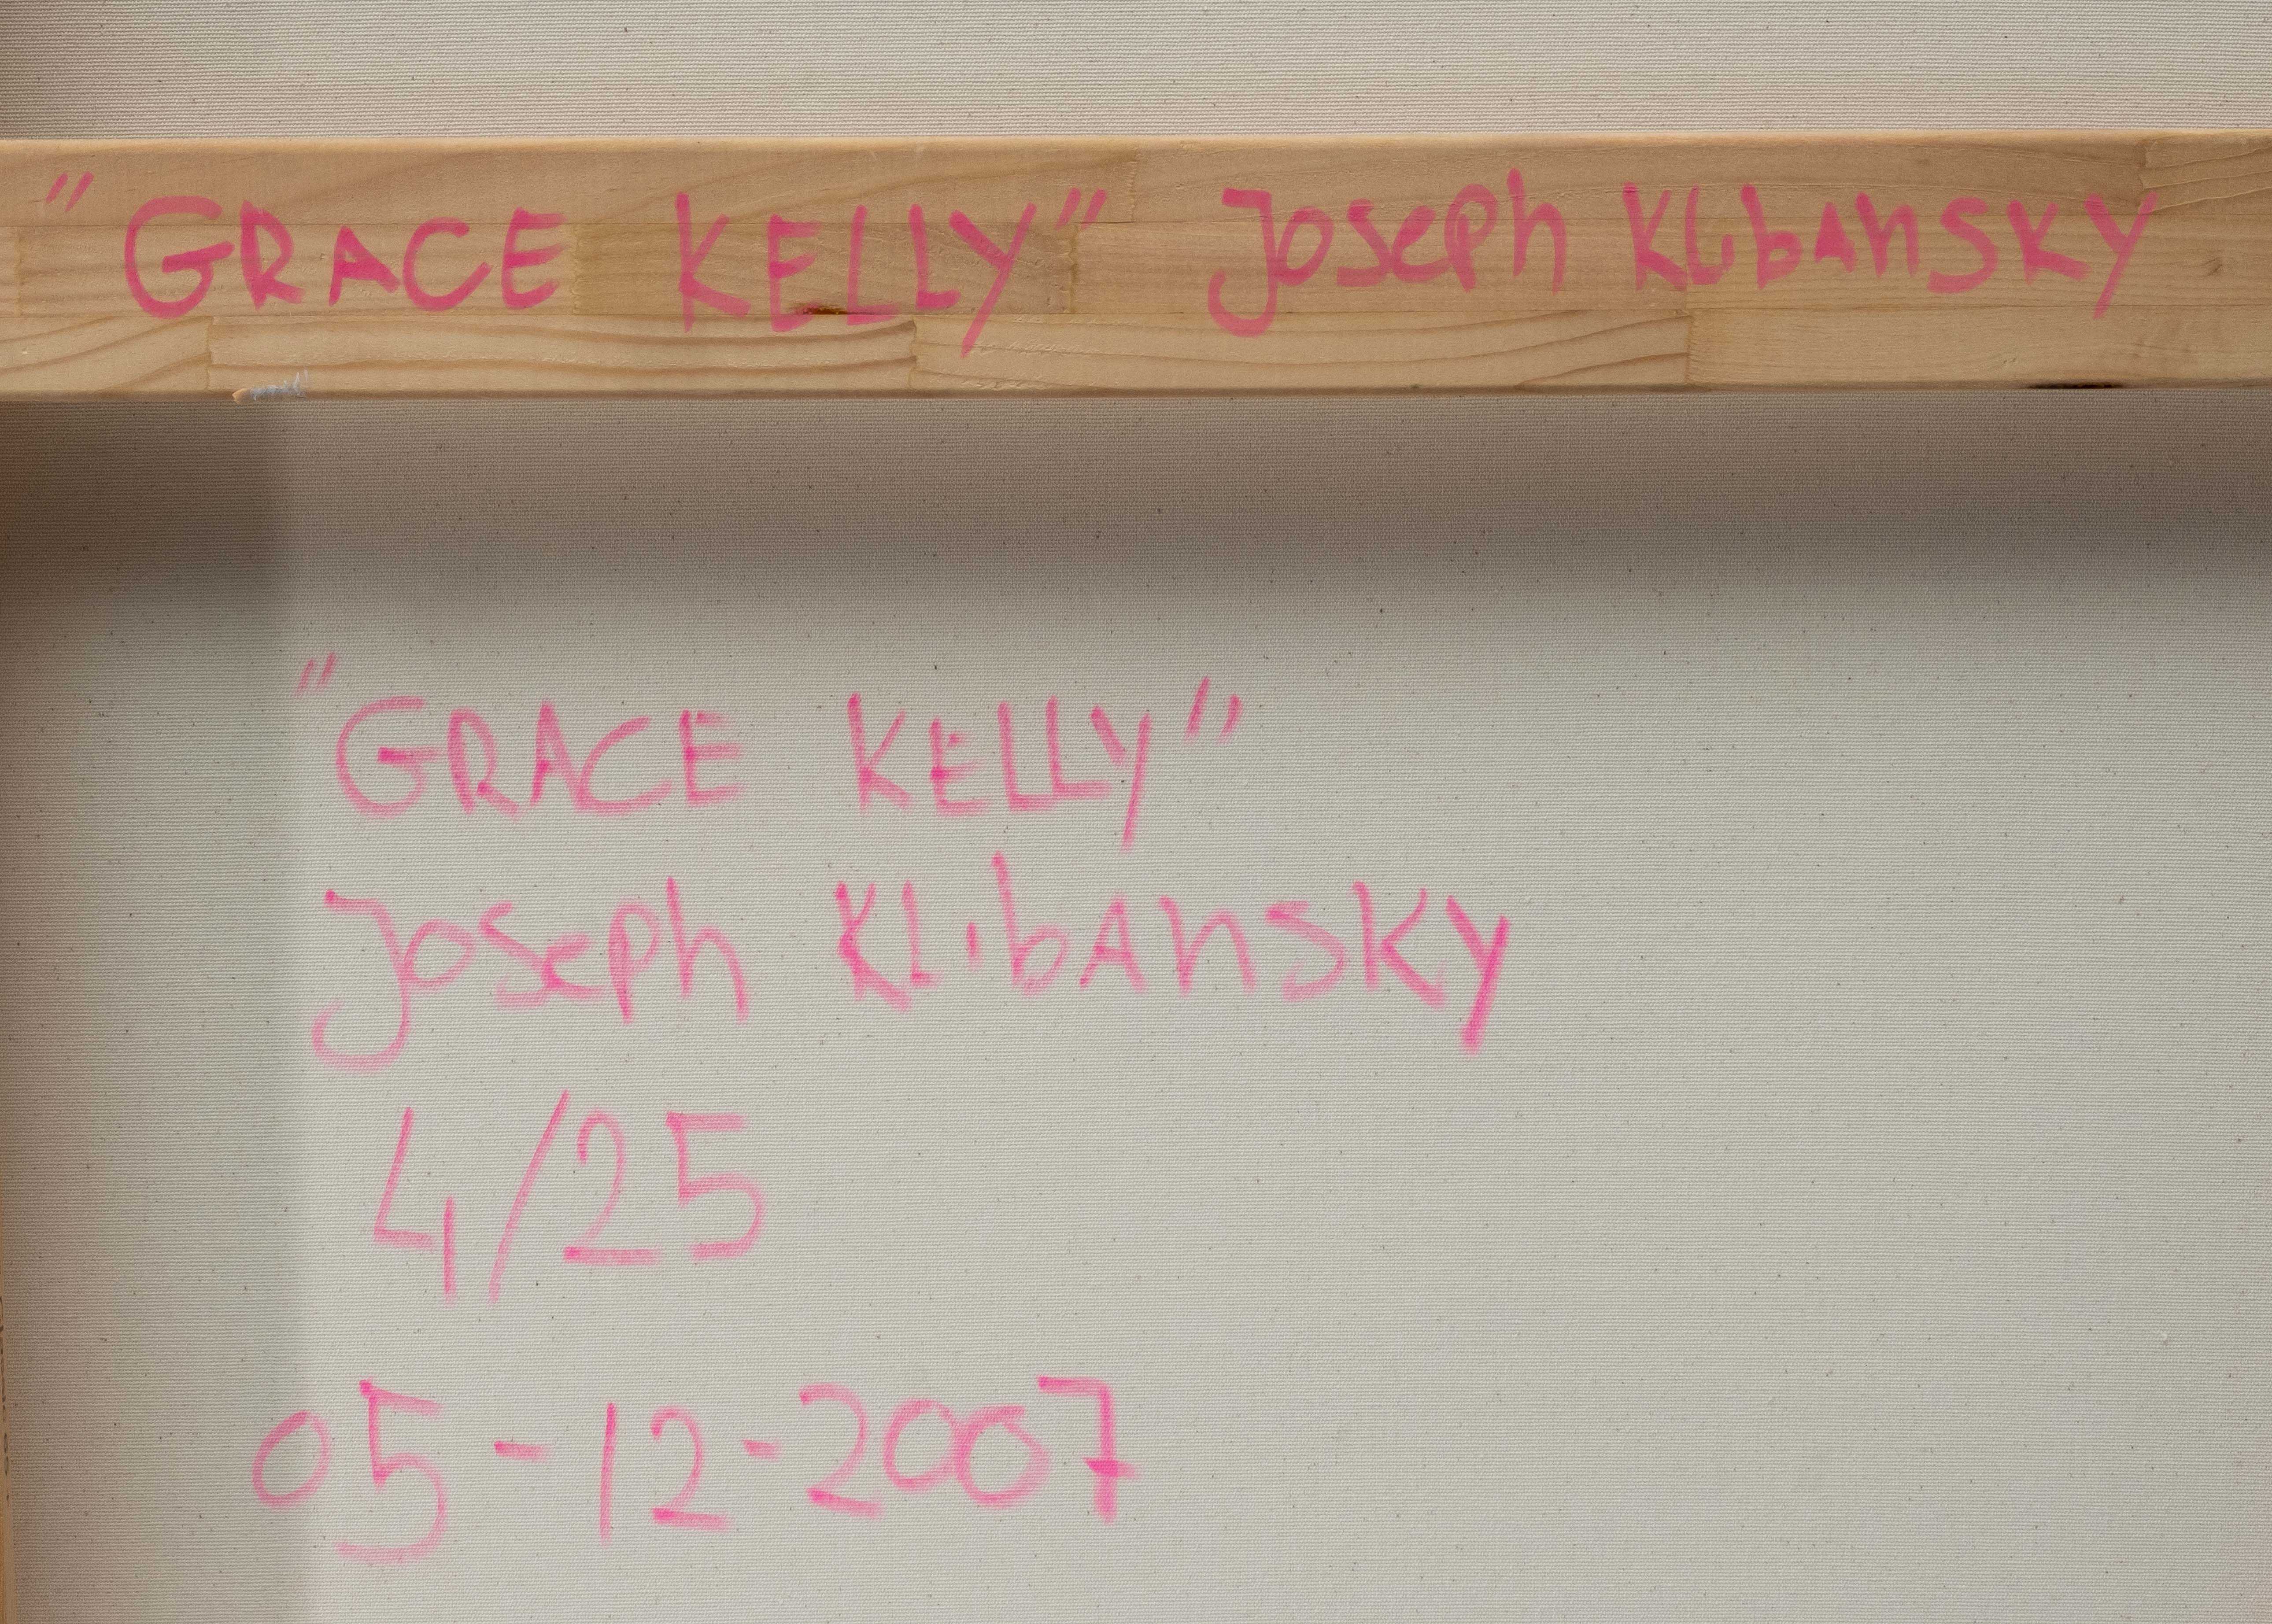 "GRACE KELLY" Joseph Klibansky
"GRACE KELLY"
Joseph Klibansky
4/25
05-12-2007